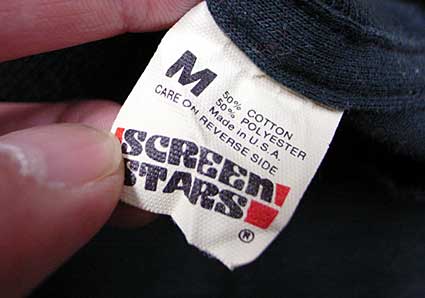 M
50% COTTON
50% POLYESTER
Made in U.S.A.
CARE ON REVERSE SIDE
SCREEN
STARS
®